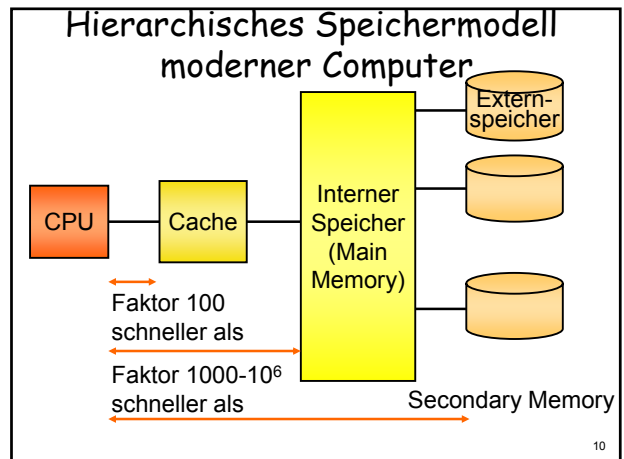 Hierarchisches Speichermodell
moderner Computer
Extern-
speicher
CPU
Cache
Interner
Speicher
(Main
Memory)
Faktor 100
schneller als
Faktor 1000-10⁶
schneller als
Secondary Memory
10